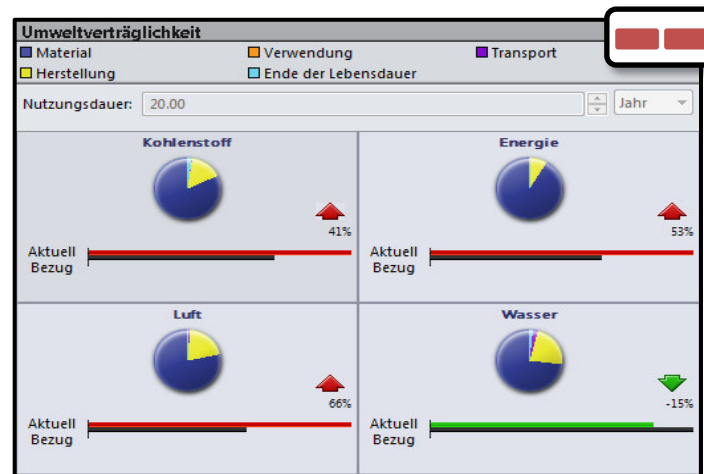 Umweltverträglichkeit
Material Verwendung Transport
Herstellung Ende der Lebensdauer
Nutzungsdauer: 20.00 Jahr
Kohlenstoff
41%
Aktuell
Bezug
Energie
53%
Aktuell
Bezug
Luft
66%
Aktuell
Bezug
Wasser
-15%
Aktuell
Bezug